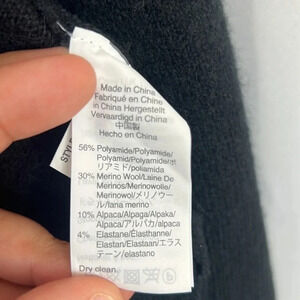 Made in China
Fabriqué en Chine
in China Hergestellt
Vervaardigd in China
中国製
Hecho en China
56% Polyamide/Polyamide/
Polyamid/Polyamide/ポ
リアミド/poliamida
30% Merino Wool/Laine De
Merinos/Merinowolle/
Merinowol/メリノウー
ル/lana merino
10% Alpaca/Alpaga/Alpaka/
Alpaca/アルパカ/alpaca
4% Elastane/Élasthanne/
Elastan/Elastaan/エラス
テーン/elastano
Dry clean.